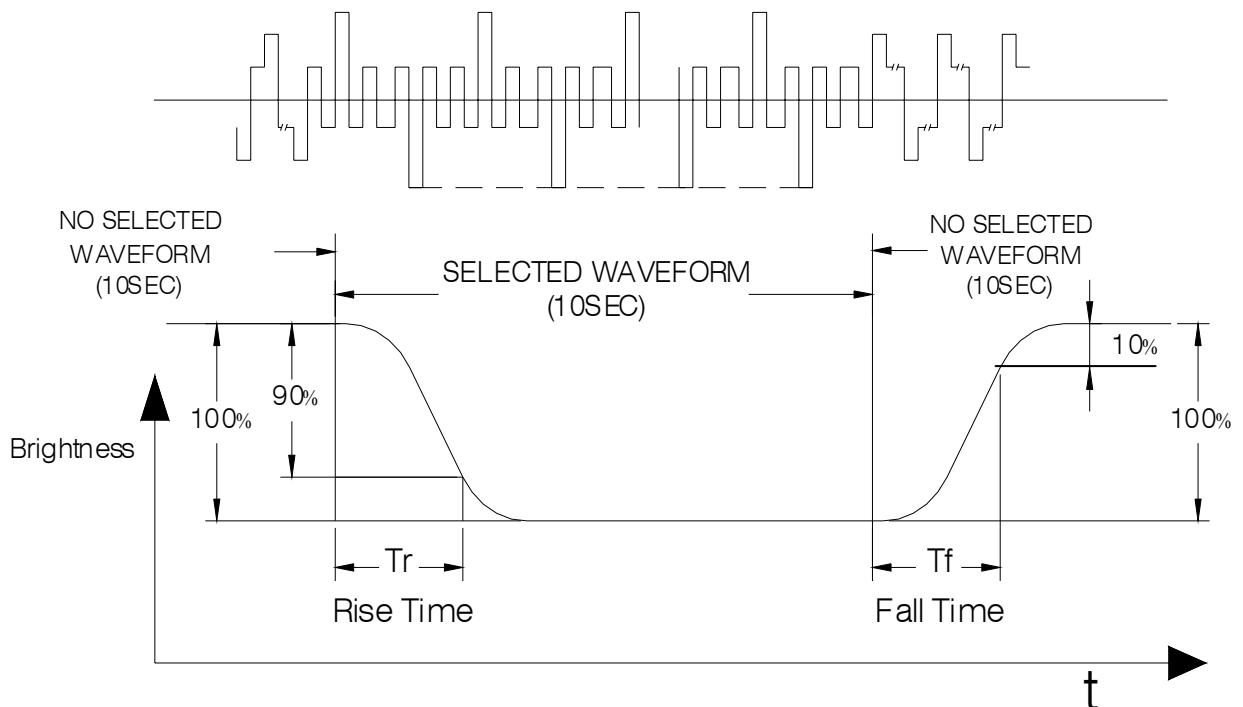 NO SELECTED
WAVEFORM
(10SEC)
SELECTED WAVEFORM
(10SEC)
NO SELECTED
WAVEFORM
(10SEC)
100%
90%
10%
100%
Brightness
Tr
Tf
Rise Time
Fall Time
t